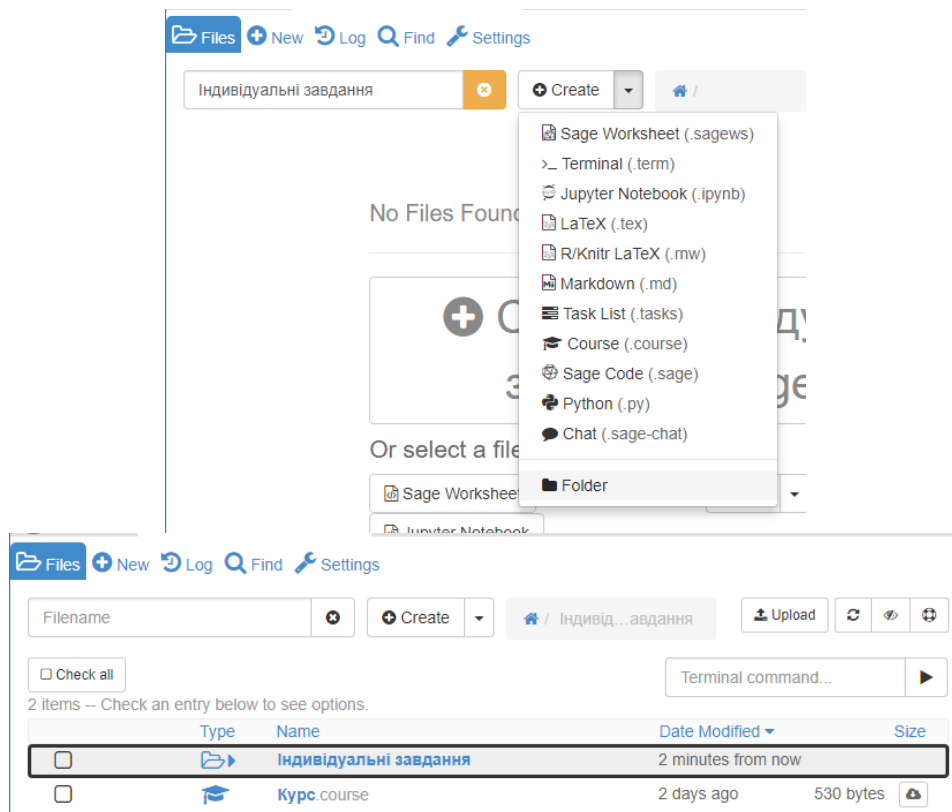 Files New Log Find Settings
Індивідуальні завдання Create /
Sage Worksheet (.sagews)
Terminal (.term)
Jupyter Notebook (.ipynb)
No Files Found
LaTeX (.tex)
R/Knitr LaTeX (.rnw)
Markdown (.md)
Task List (.tasks)
Course (.course)
Sage Code (.sage)
Python (.py)
Chat (.sage-chat)
Or select a file
Folder
Sage Worksheet
Jupyter Notebook
Files New Log Find Settings
Filename Create / Індивід...авдання Upload
Check all Terminal command...
2 items -- Check an entry below to see options.
Type Name Date Modified Size
Індивідуальні завдання 2 minutes from now
Курс.course 2 days ago 530 bytes